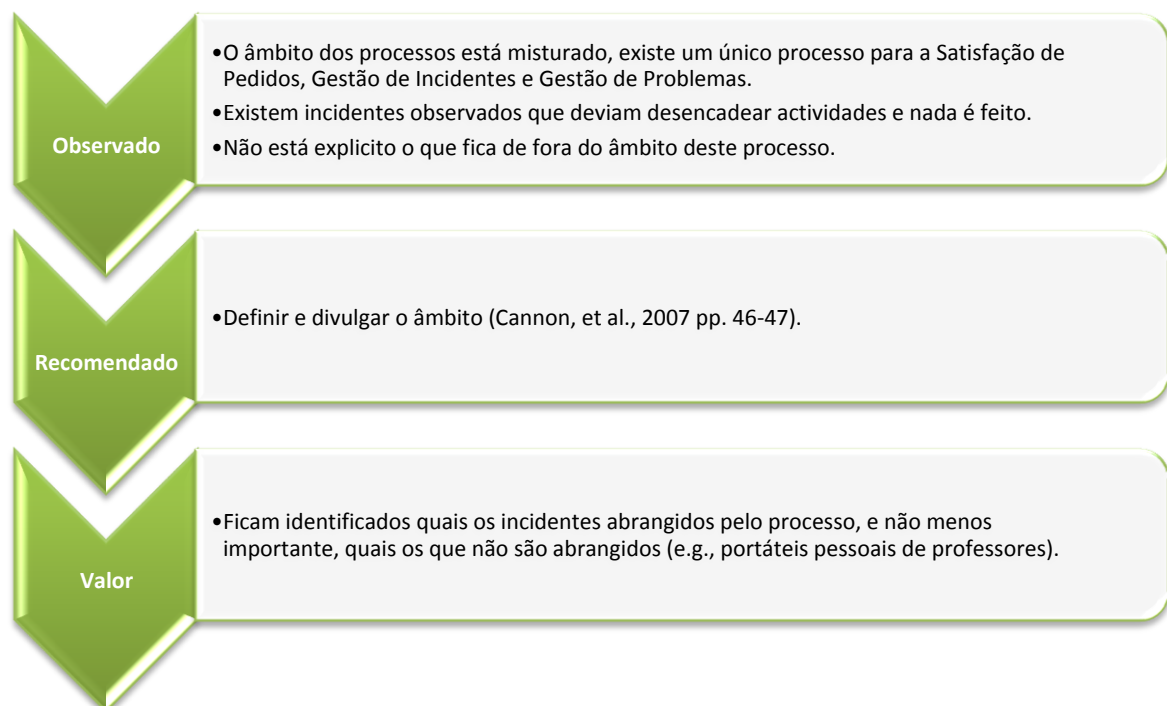 Observado
•O âmbito dos processos está misturado, existe um único processo para a Satisfação de
Pedidos, Gestão de Incidentes e Gestão de Problemas.
•Existem incidentes observados que deviam desencadear actividades e nada é feito.
•Não está explicito o que fica de fora do âmbito deste processo.
Recomendado
•Definir e divulgar o âmbito (Cannon, et al., 2007 pp. 46-47).
Valor
•Ficam identificados quais os incidentes abrangidos pelo processo, e não menos
importante, quais os que não são abrangidos (e.g., portáteis pessoais de professores).